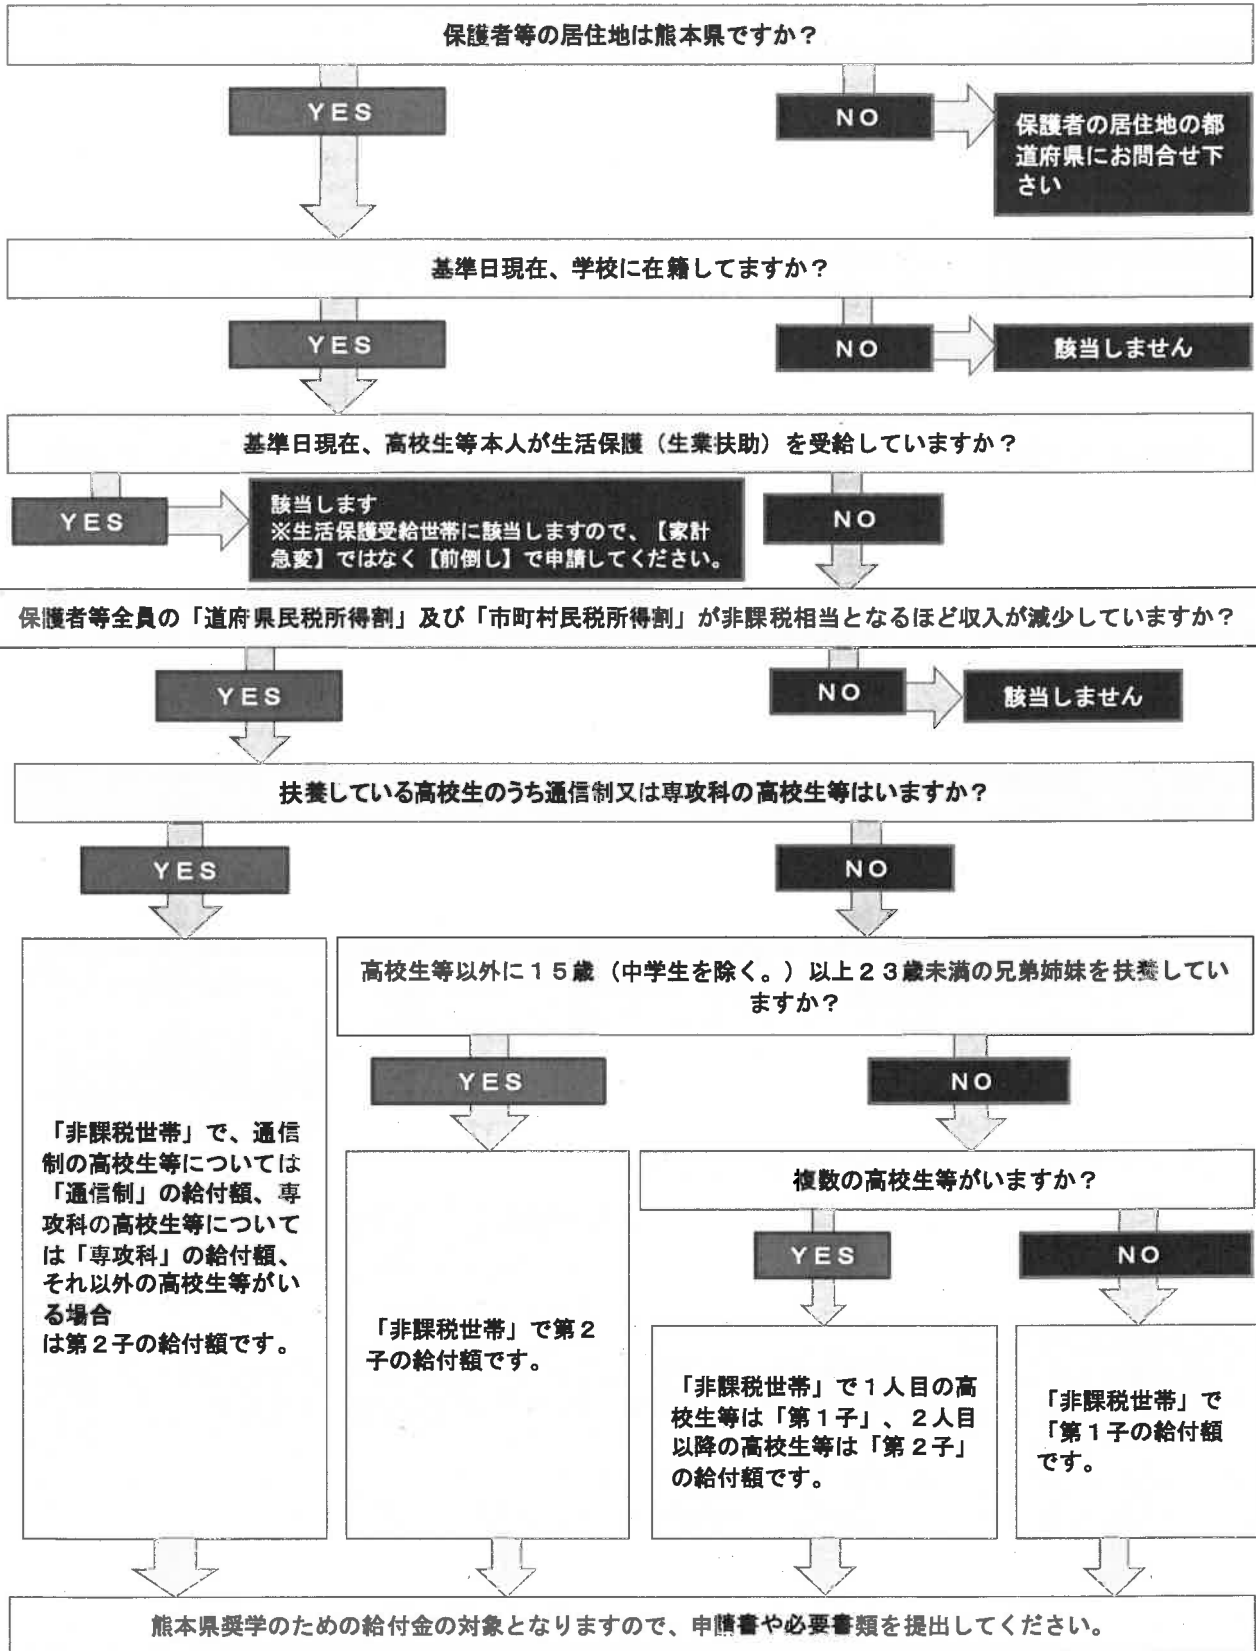 保護者等の居住地は熊本県ですか？
YES
NO
保護者の居住地の都
道府県にお問合せ下
さい
基準日現在、学校に在籍してますか？
YES
NO
該当しません
基準日現在、高校生等本人が生活保護（生業扶助）を受給していますか？
YES
該当します
※生活保護受給世帯に該当しますので、【家計
急変】ではなく【前倒し】で申請してください。
NO
保護者等全員の「道府県民税所得割」及び「市町村民税所得割」が非課税相当となるほど収入が減少していますか？
YES
NO
該当しません
扶養している高校生のうち通信制又は専攻科の高校生等はいますか？
YES
NO
高校生等以外に１５歳（中学生を除く。）以上２３歳未満の兄弟姉妹を扶養してい
ますか？
YES
NO
「非課税世帯」で、通信
制の高校生等については
「通信制」の給付額、専
攻科の高校生等について
は「専攻科」の給付額、
それ以外の高校生等がい
る場合
は第２子の給付額です。
複数の高校生等がいますか？
YES
NO
「非課税世帯」で第２
子の給付額です。
「非課税世帯」で１人目の高
校生等は「第１子」、２人目
以降の高校生等は「第２子」
の給付額です。
「非課税世帯」で
「第１子の給付額
です。
熊本県奨学のための給付金の対象となりますので、申請書や必要書類を提出してください。